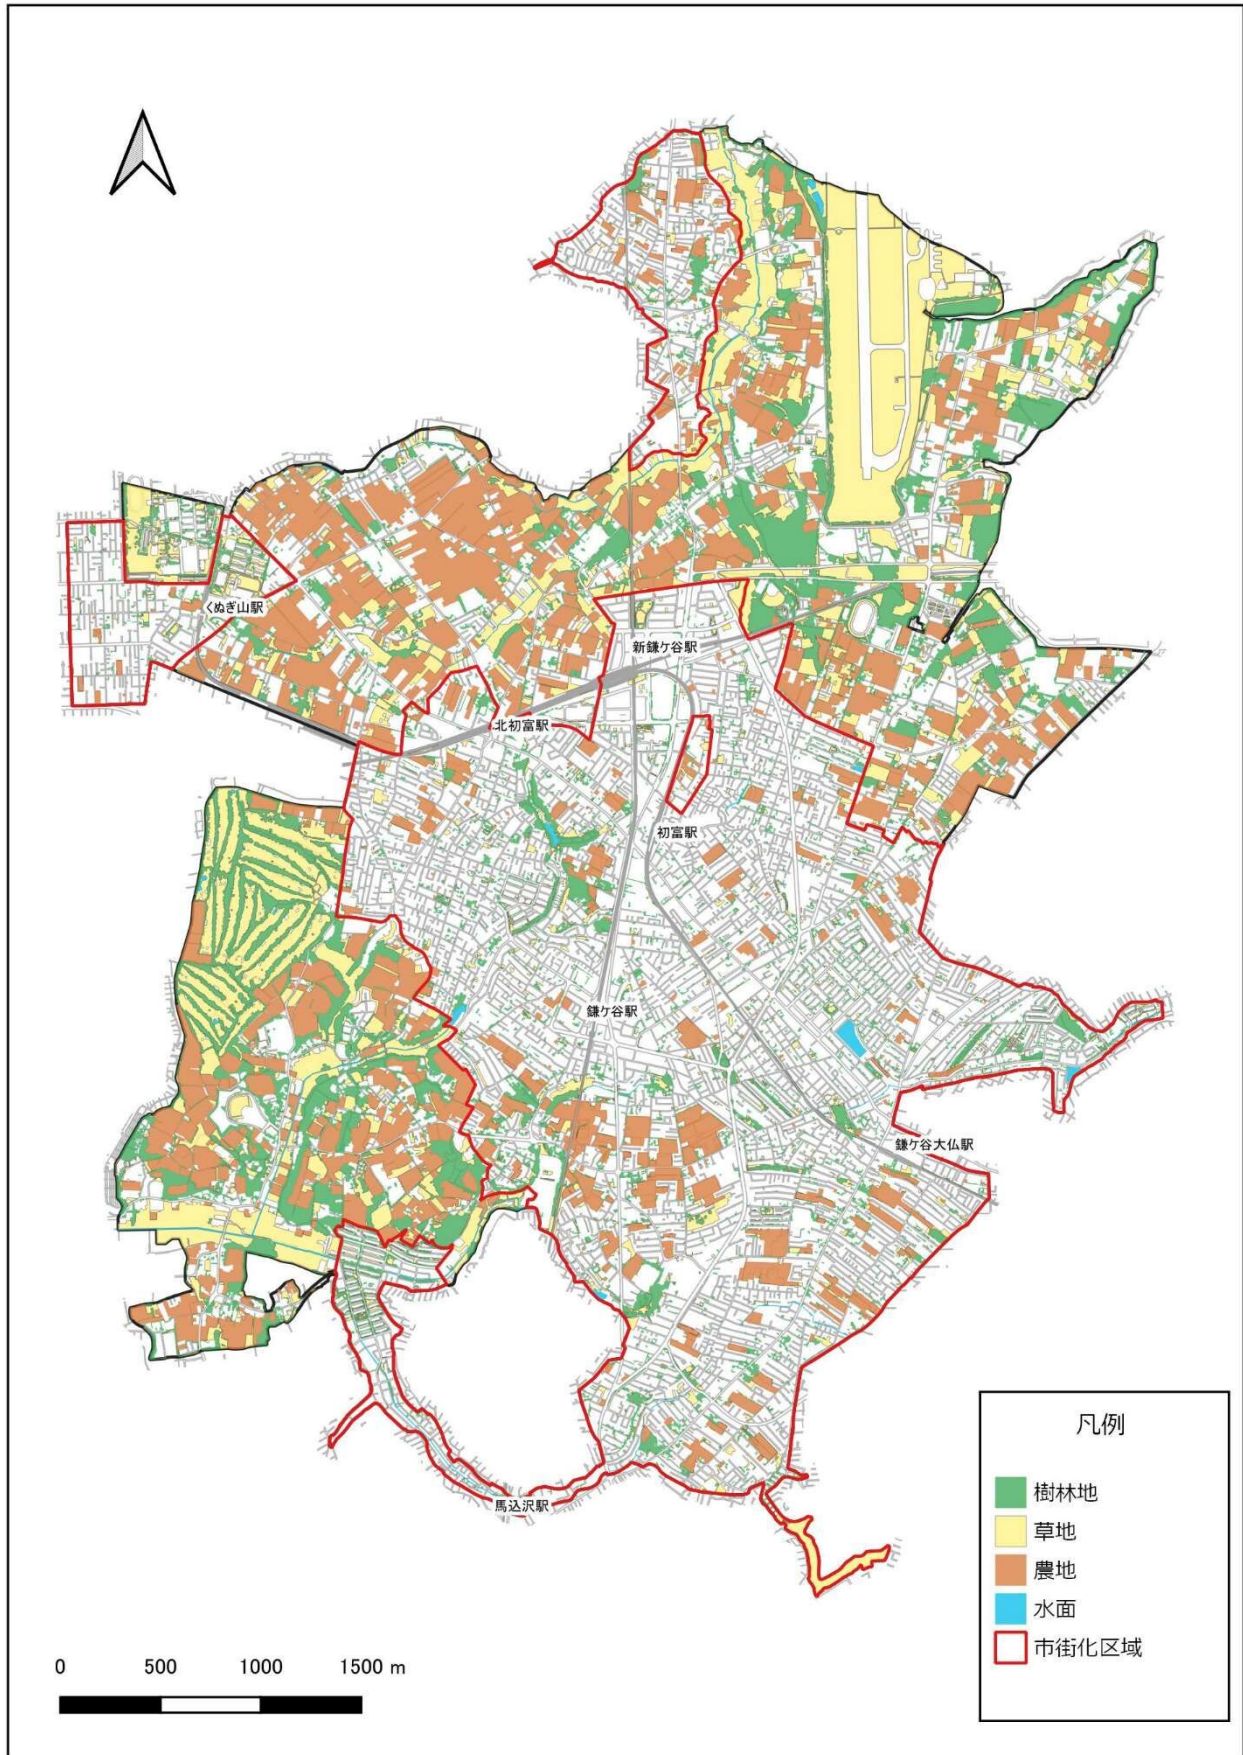 くぬぎ山駅
新鎌ケ谷駅
北初富駅
初富駅
鎌ケ谷駅
鎌ケ谷大仏駅
馬込沢駅
凡例
樹林地
草地
農地
水面
市街化区域
0 500 1000 1500 m